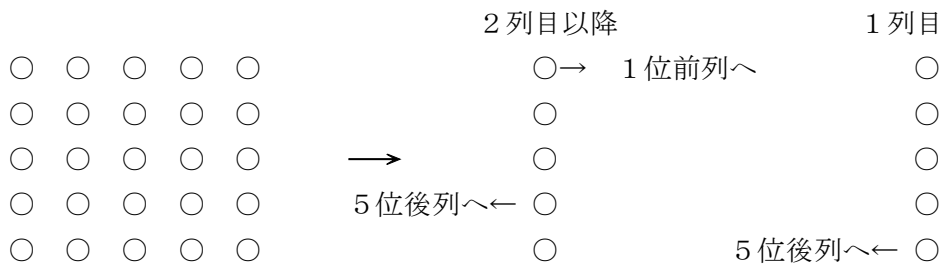 ２列目以降 １列目
○ ○ ○ ○ ○ ○→ １位前列へ ○
○ ○ ○ ○ ○ ○ ○
○ ○ ○ ○ ○ → ○ ○
○ ○ ○ ○ ○ ５位後列へ← ○ ○
○ ○ ○ ○ ○ ○ ５位後列へ← ○